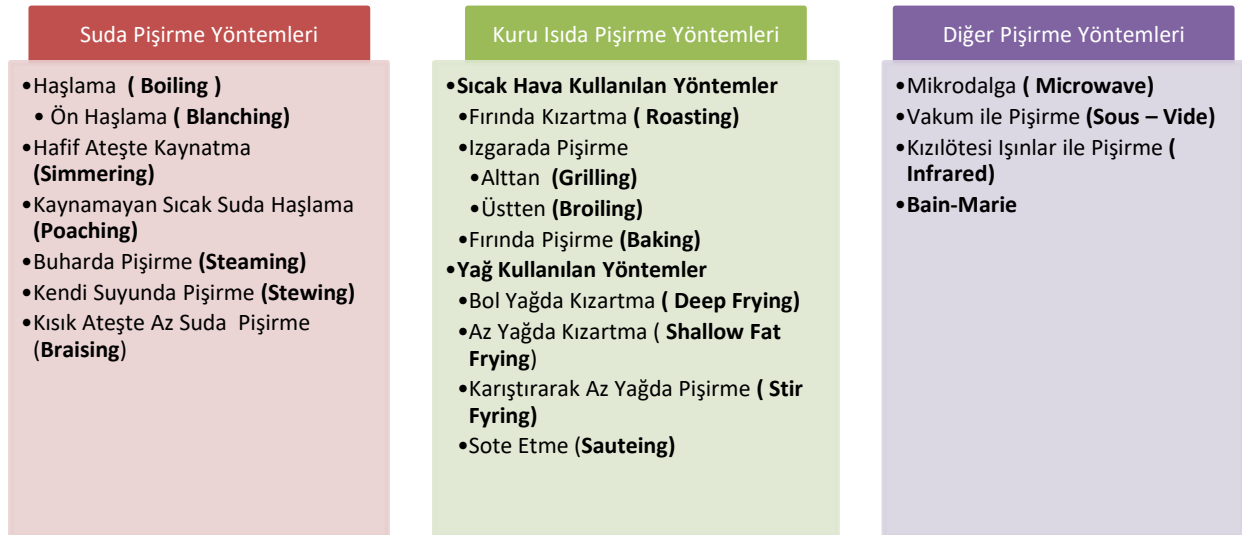 Suda Pişirme Yöntemleri
•Haşlama ( Boiling )
• Ön Haşlama ( Blanching)
•Hafif Ateşte Kaynatma
(Simmering)
•Kaynamayan Sıcak Suda Haşlama
(Poaching)
•Buharda Pişirme (Steaming)
•Kendi Suyunda Pişirme (Stewing)
•Kısık Ateşte Az Suda Pişirme
(Braising)
Kuru Isıda Pişirme Yöntemleri
•Sıcak Hava Kullanılan Yöntemler
•Fırında Kızartma ( Roasting)
•Izgarada Pişirme
•Alttan (Grilling)
•Üstten (Broiling)
•Fırında Pişirme (Baking)
•Yağ Kullanılan Yöntemler
•Bol Yağda Kızartma ( Deep Frying)
•Az Yağda Kızartma ( Shallow Fat
Frying)
•Karıştırarak Az Yağda Pişirme ( Stir
Fyring)
•Sote Etme (Sauteing)
Diğer Pişirme Yöntemleri
•Mikrodalga ( Microwave)
•Vakum ile Pişirme (Sous – Vide)
•Kızılötesi Işınlar ile Pişirme (
Infrared)
•Bain-Marie